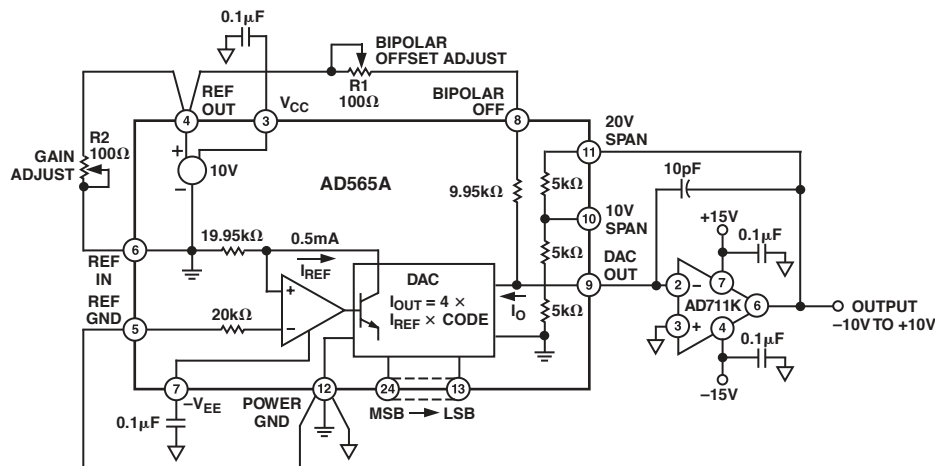 0.1µF
BIPOLAR
OFFSET ADJUST
R1
100Ω
REF
OUT
VCC
BIPOLAR
OFF
4
3
8
20V
SPAN
11
R2
100Ω
GAIN
ADJUST
+
10V
–
AD565A
9.95kΩ
5kΩ
10pF
10
10V
SPAN
+15V
0.1µF
6
REF
IN
19.95kΩ
0.5mA
IREF
5kΩ
DAC
OUT
9
DAC
IOUT = 4 ×
IREF × CODE
IO
2
–
7
AD711K
6
OUTPUT
–10V TO +10V
REF
GND
5
20kΩ
+
–
5kΩ
3
+
4
0.1µF
–15V
7
–VEE
0.1µF
POWER
GND
12
24
13
MSB
LSB